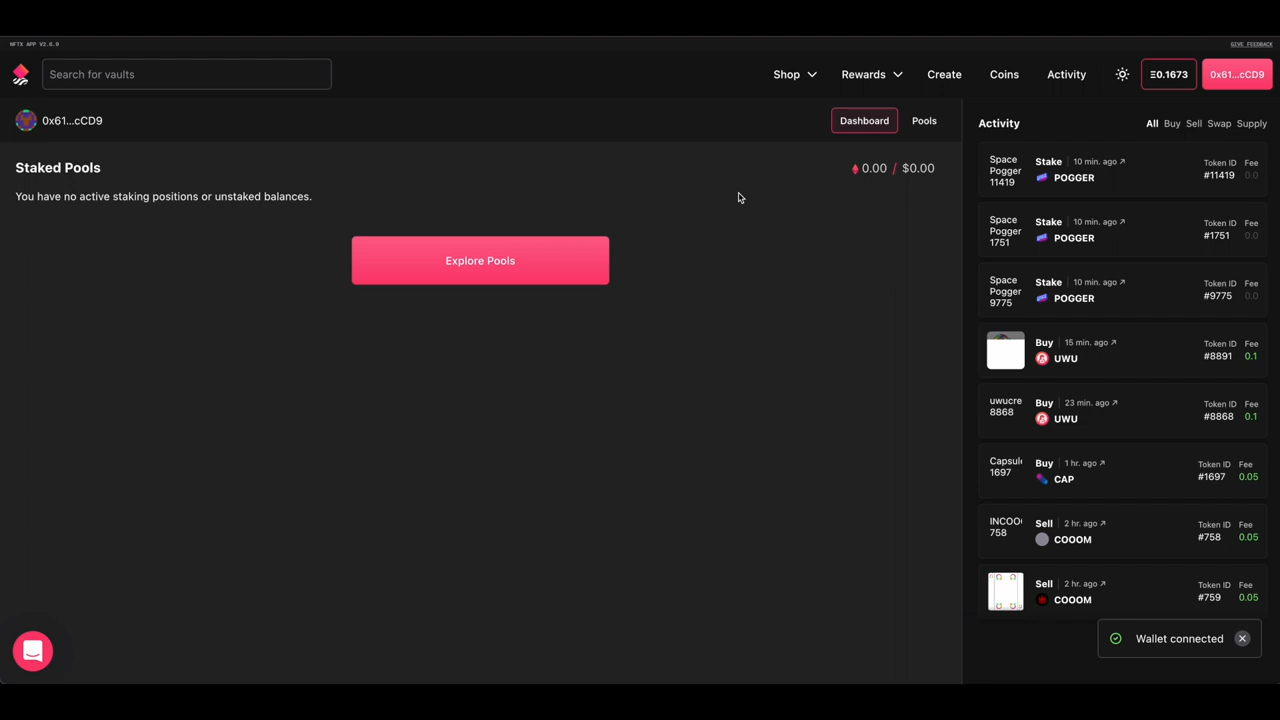 NFTX APP V2.6.0
GIVE FEEDBACK
Search for vaults
Shop
Rewards
Create
Coins
Activity
Ξ0.1673
0x61...cCD9
0x61...cCD9
Dashboard
Pools
Staked Pools
0.00 / $0.00
You have no active staking positions or unstaked balances.
Explore Pools
Activity
All Buy Sell Swap Supply
Space
Pogger
11419
Stake 10 min. ago ↗
POGGER
Token ID Fee
#11419 0.0
Space
Pogger
1751
Stake 10 min. ago ↗
POGGER
Token ID Fee
#1751 0.0
Space
Pogger
9775
Stake 10 min. ago ↗
POGGER
Token ID Fee
#9775 0.0
Buy 15 min. ago ↗
UWU
Token ID Fee
#8891 0.1
uwucre
8868
Buy 23 min. ago ↗
UWU
Token ID Fee
#8868 0.1
Capsul
1697
Buy 1 hr. ago ↗
CAP
Token ID Fee
#1697 0.05
INCOO
758
Sell 2 hr. ago ↗
COOOM
Token ID Fee
#758 0.05
Sell 2 hr. ago ↗
COOOM
Token ID Fee
#759 0.05
Wallet connected